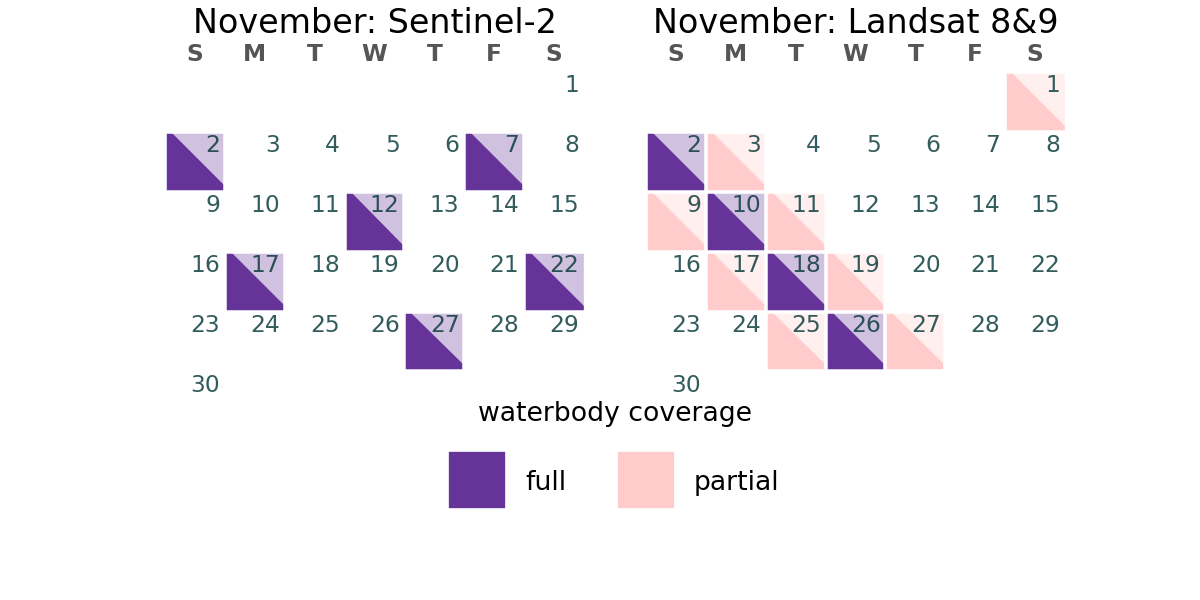 November: Sentinel-2
S M T W T F S
1
2 3 4 5 6 7 8
9 10 11 12 13 14 15
16 17 18 19 20 21 22
23 24 25 26 27 28 29
30
November: Landsat 8&9
S M T W T F S
1
2 3 4 5 6 7 8
9 10 11 12 13 14 15
16 17 18 19 20 21 22
23 24 25 26 27 28 29
30
waterbody coverage
full
partial